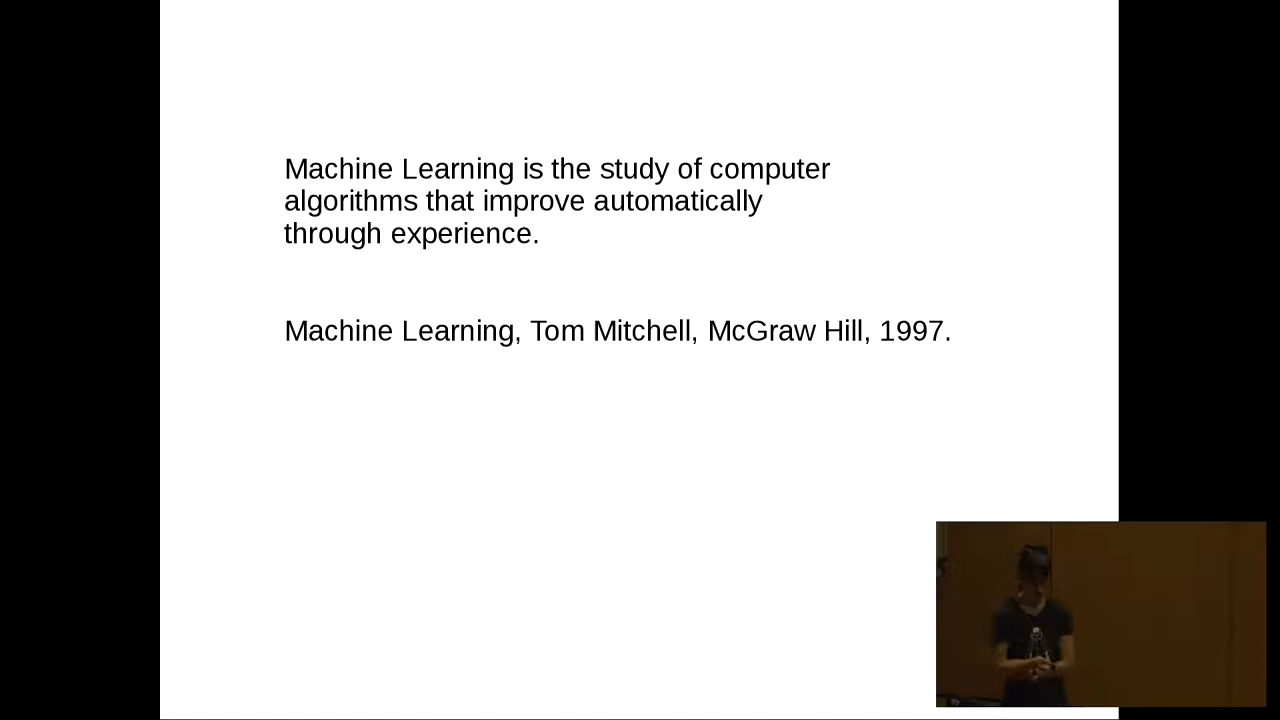 Machine Learning is the study of computer
algorithms that improve automatically
through experience.
Machine Learning, Tom Mitchell, McGraw Hill, 1997.